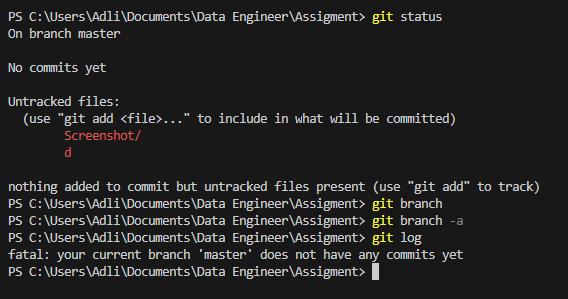 PS C:\Users\Adli\Documents\Data Engineer\Assigment> git status
On branch master

No commits yet

Untracked files:
  (use "git add <file>..." to include in what will be committed)
        Screenshot/
        d

nothing added to commit but untracked files present (use "git add" to track)
PS C:\Users\Adli\Documents\Data Engineer\Assigment> git branch
PS C:\Users\Adli\Documents\Data Engineer\Assigment> git branch -a
PS C:\Users\Adli\Documents\Data Engineer\Assigment> git log
fatal: your current branch 'master' does not have any commits yet
PS C:\Users\Adli\Documents\Data Engineer\Assigment>